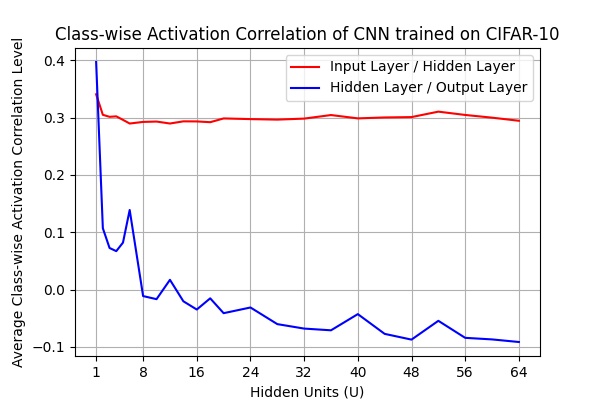 Class-wise Activation Correlation of CNN trained on CIFAR-10
Average Class-wise Activation Correlation Level
0.4
0.3
0.2
0.1
0.0
−0.1
Input Layer / Hidden Layer
Hidden Layer / Output Layer
1 8 16 24 32 40 48 56 64
Hidden Units (U)